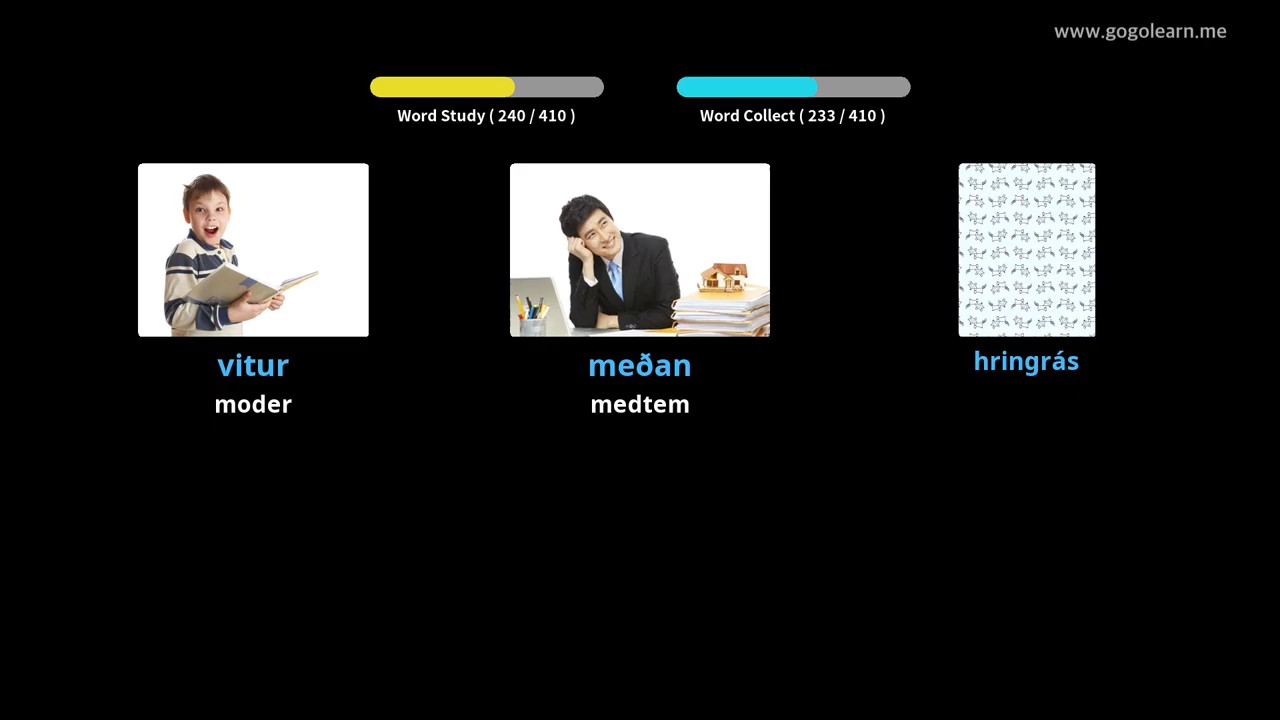 www.gogolearn.me
Word Study ( 240 / 410 )
Word Collect ( 233 / 410 )
vitur
moder
meðan
medtem
hringrás